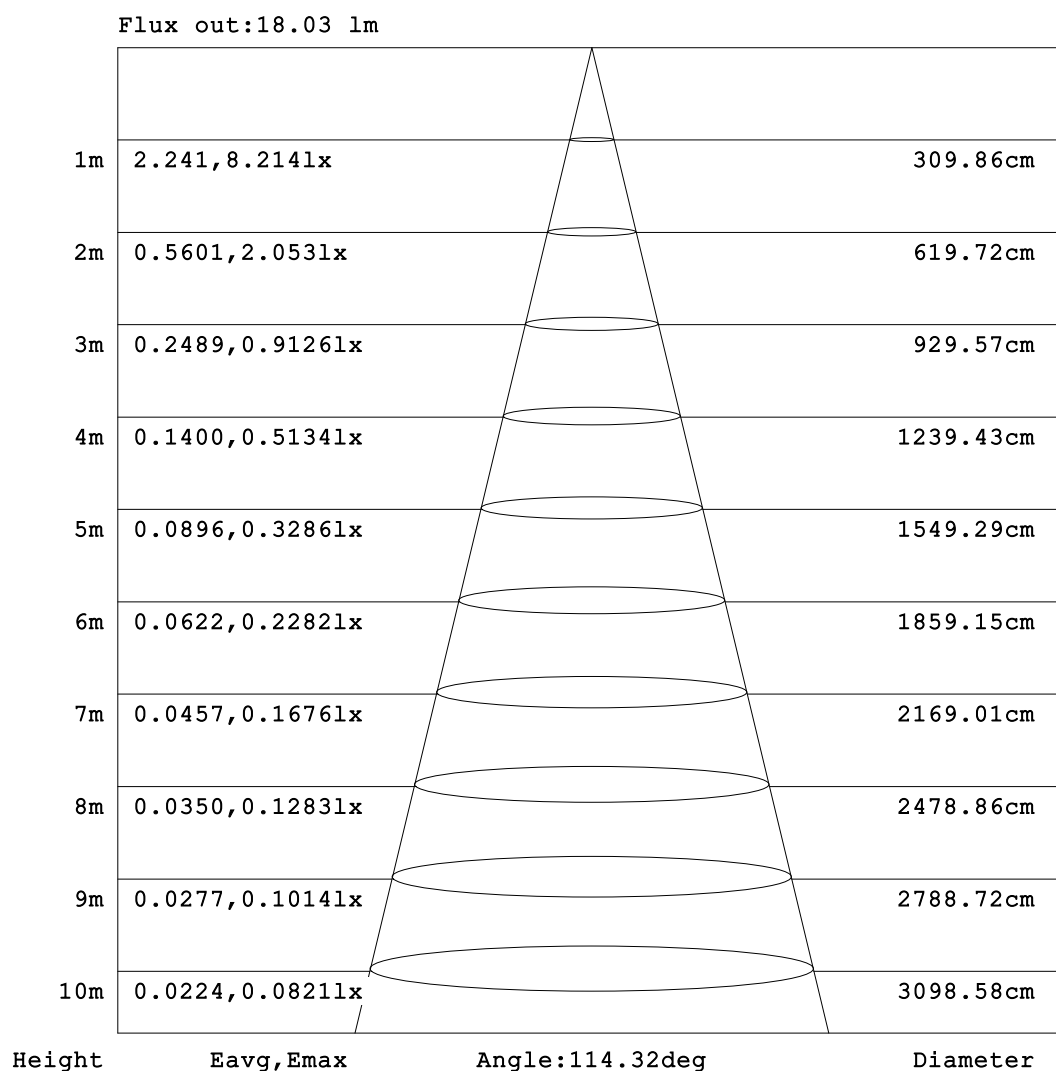 Flux out:18.03 lm
1m 2.241,8.214lx 309.86cm
2m 0.5601,2.053lx 619.72cm
3m 0.2489,0.9126lx 929.57cm
4m 0.1400,0.5134lx 1239.43cm
5m 0.0896,0.3286lx 1549.29cm
6m 0.0622,0.2282lx 1859.15cm
7m 0.0457,0.1676lx 2169.01cm
8m 0.0350,0.1283lx 2478.86cm
9m 0.0277,0.1014lx 2788.72cm
10m 0.0224,0.0821lx 3098.58cm
Height Eavg,Emax Angle:114.32deg Diameter